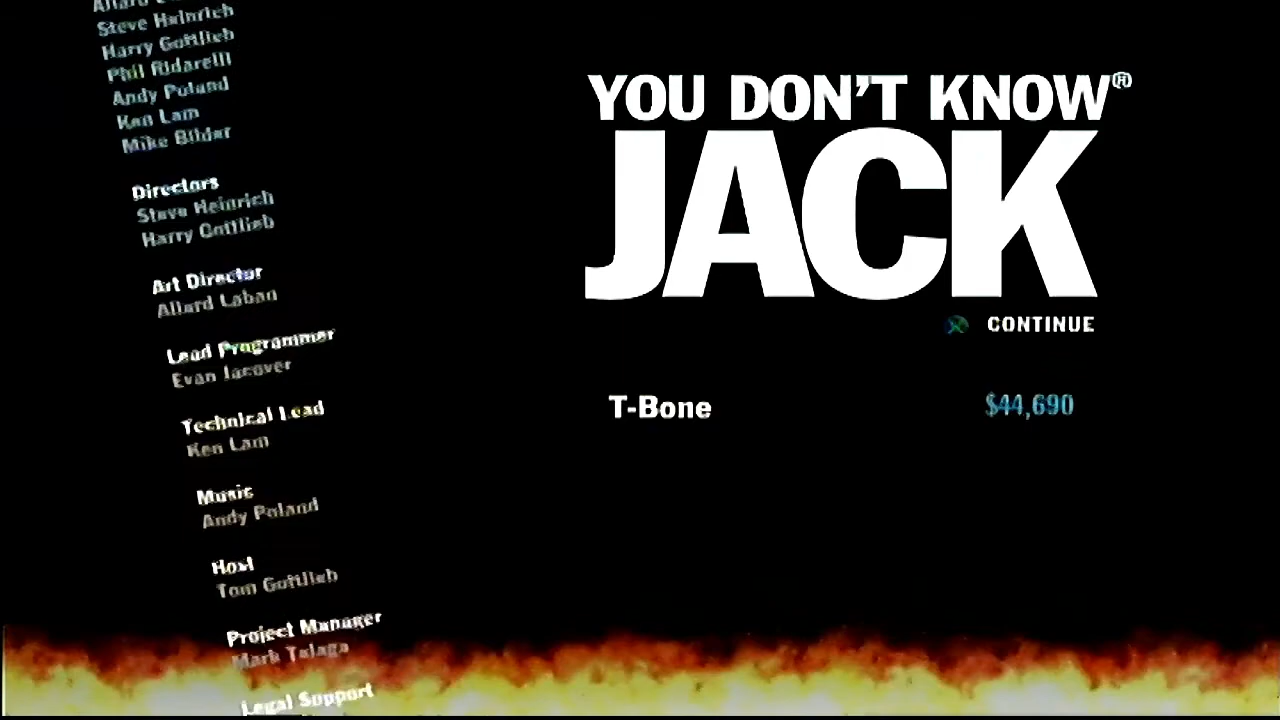 Steve Heinrich
Harry Gottlieb
Phil Ridarelli
Andy Poland
Ken Lam
Mike Bilder
Directors
Steve Heinrich
Harry Gottlieb
Art Director
Allard Laban
Lead Programmer
Evan Jacover
Technical Lead
Ken Lam
Music
Andy Poland
Host
Tom Gottlieb
Project Manager
Mark Talaga
Legal Support
YOU DON'T KNOW®
JACK
CONTINUE
T-Bone $44,690